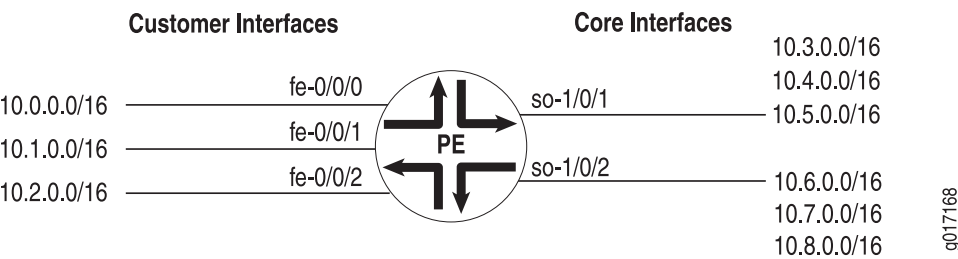 Customer Interfaces
Core Interfaces
10.0.0.0/16
fe-0/0/0
10.1.0.0/16
fe-0/0/1
10.2.0.0/16
fe-0/0/2
PE
so-1/0/1
10.3.0.0/16
10.4.0.0/16
10.5.0.0/16
so-1/0/2
10.6.0.0/16
10.7.0.0/16
10.8.0.0/16
g017168